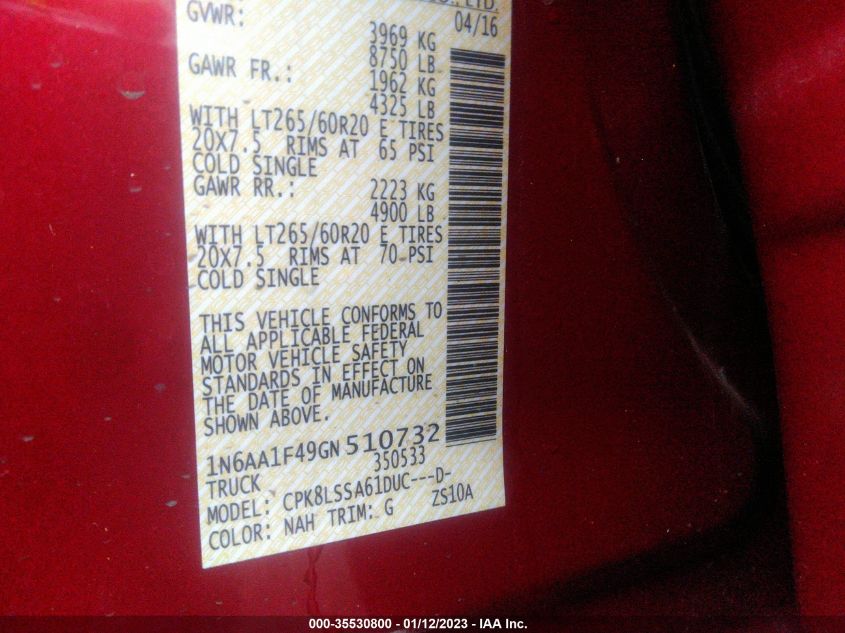 CO., LTD.
GVWR: 04/16
3969 KG
8750 LB
GAWR FR.: 1962 KG
4325 LB
WITH LT265/60R20 E TIRES
20X7.5 RIMS AT 65 PSI
COLD SINGLE
GAWR RR.: 2223 KG
4900 LB
WITH LT265/60R20 E TIRES
20X7.5 RIMS AT 70 PSI
COLD SINGLE
THIS VEHICLE CONFORMS TO
ALL APPLICABLE FEDERAL
MOTOR VEHICLE SAFETY
STANDARDS IN EFFECT ON
THE DATE OF MANUFACTURE
SHOWN ABOVE.
1N6AA1F49GN510732
TRUCK 350533
MODEL: CPK8LSSA61DUC---D-
COLOR: NAH TRIM: G ZS10A
000-35530800 - 01/12/2023 - IAA Inc.